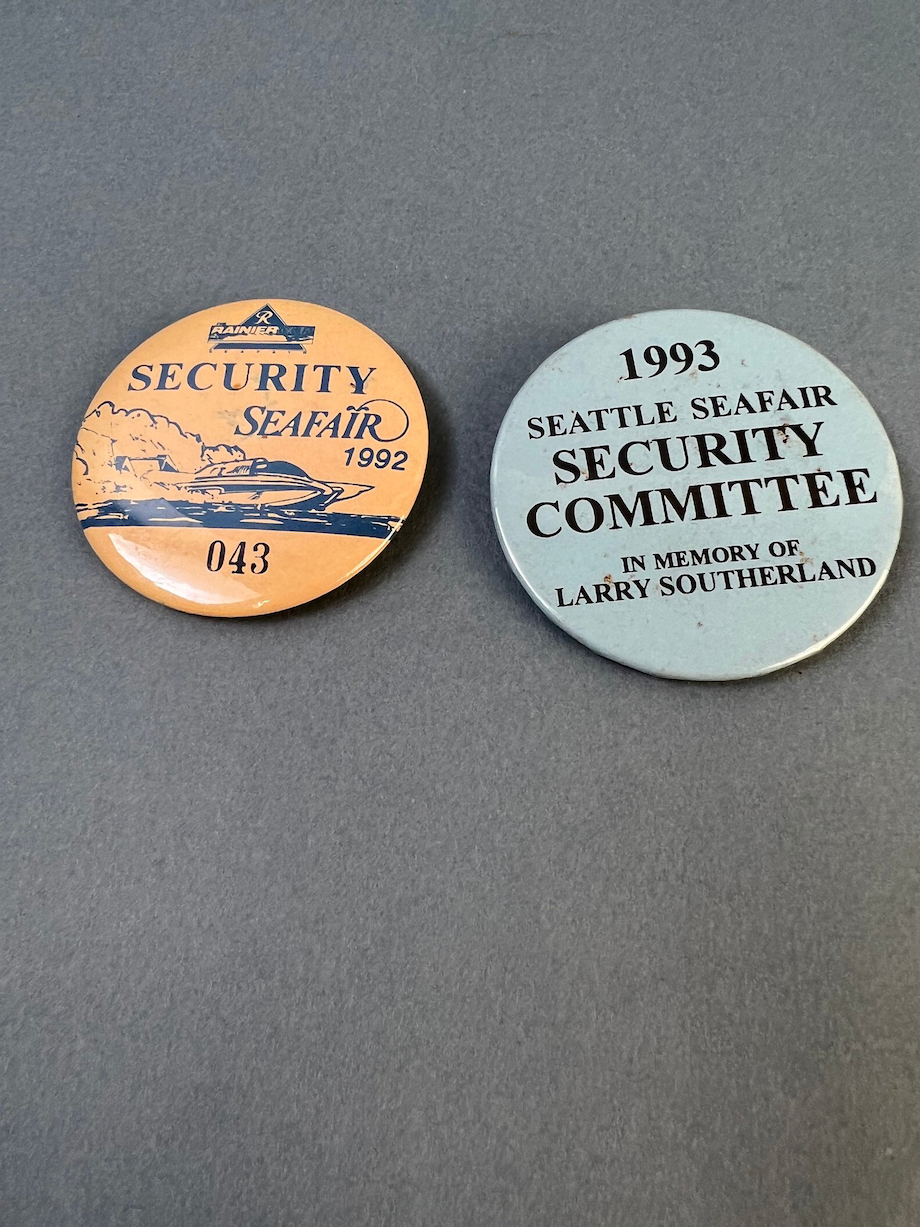 R
RAINIER
SECURITY
SEAFAIR
1992
043
1993
SEATTLE SEAFAIR
SECURITY
COMMITTEE
IN MEMORY OF
LARRY SOUTHERLAND